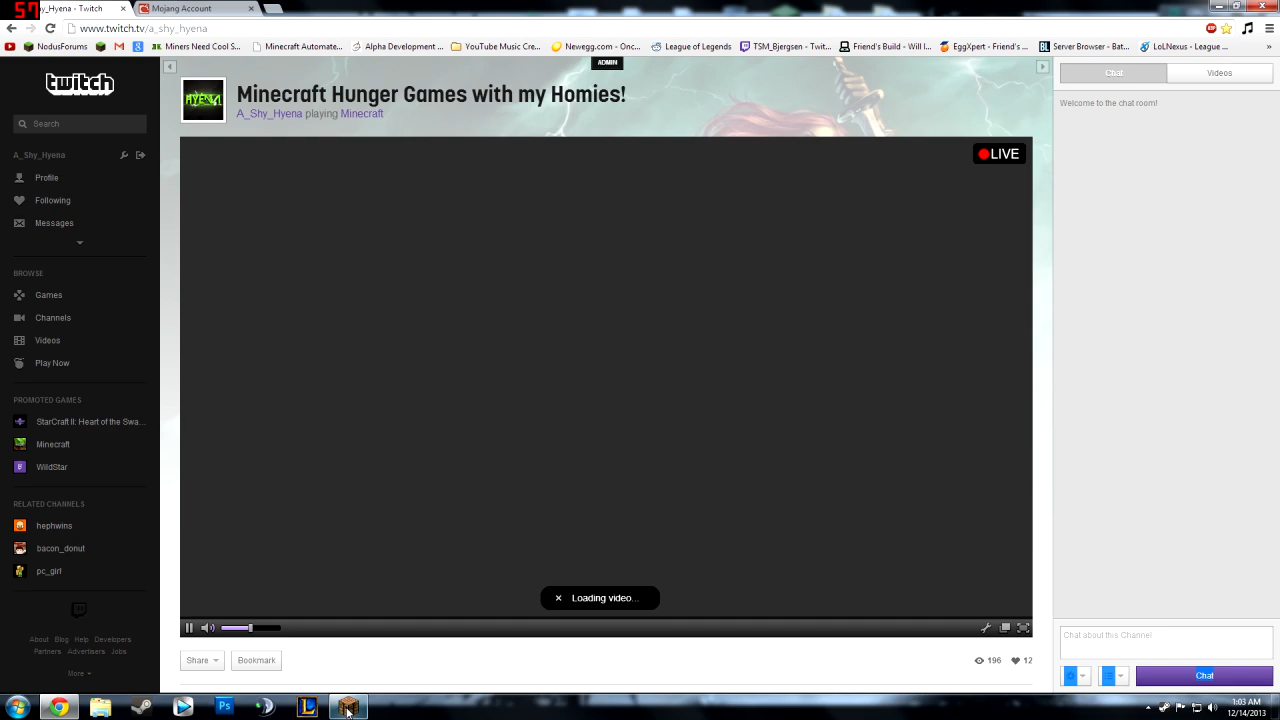 57
y_Hyena - Twitch
Mojang Account
www.twitch.tv/a_shy_hyena
NodusForums
Miners Need Cool S...
Minecraft Automate...
Alpha Development ...
YouTube Music Cre...
Newegg.com - Onc...
League of Legends
TSM_Bjergsen - Twit...
Friend's Build - Will I...
EggXpert - Friend's ...
Server Browser - Bat...
LoLNexus - League ...
twitch
Search
A_Shy_Hyena
Profile
Following
Messages
BROWSE
Games
Channels
Videos
Play Now
PROMOTED GAMES
StarCraft II: Heart of the Swa...
Minecraft
WildStar
RELATED CHANNELS
hephwins
bacon_donut
pc_girl
About Blog Help Developers
Partners Advertisers Jobs
More
ADMIN
HYENA
Minecraft Hunger Games with my Homies!
A_Shy_Hyena playing Minecraft
LIVE
Loading video...
Share
Bookmark
196
12
Chat
Videos
Welcome to the chat room!
Chat about this Channel
Chat
1:03 AM
12/14/2013